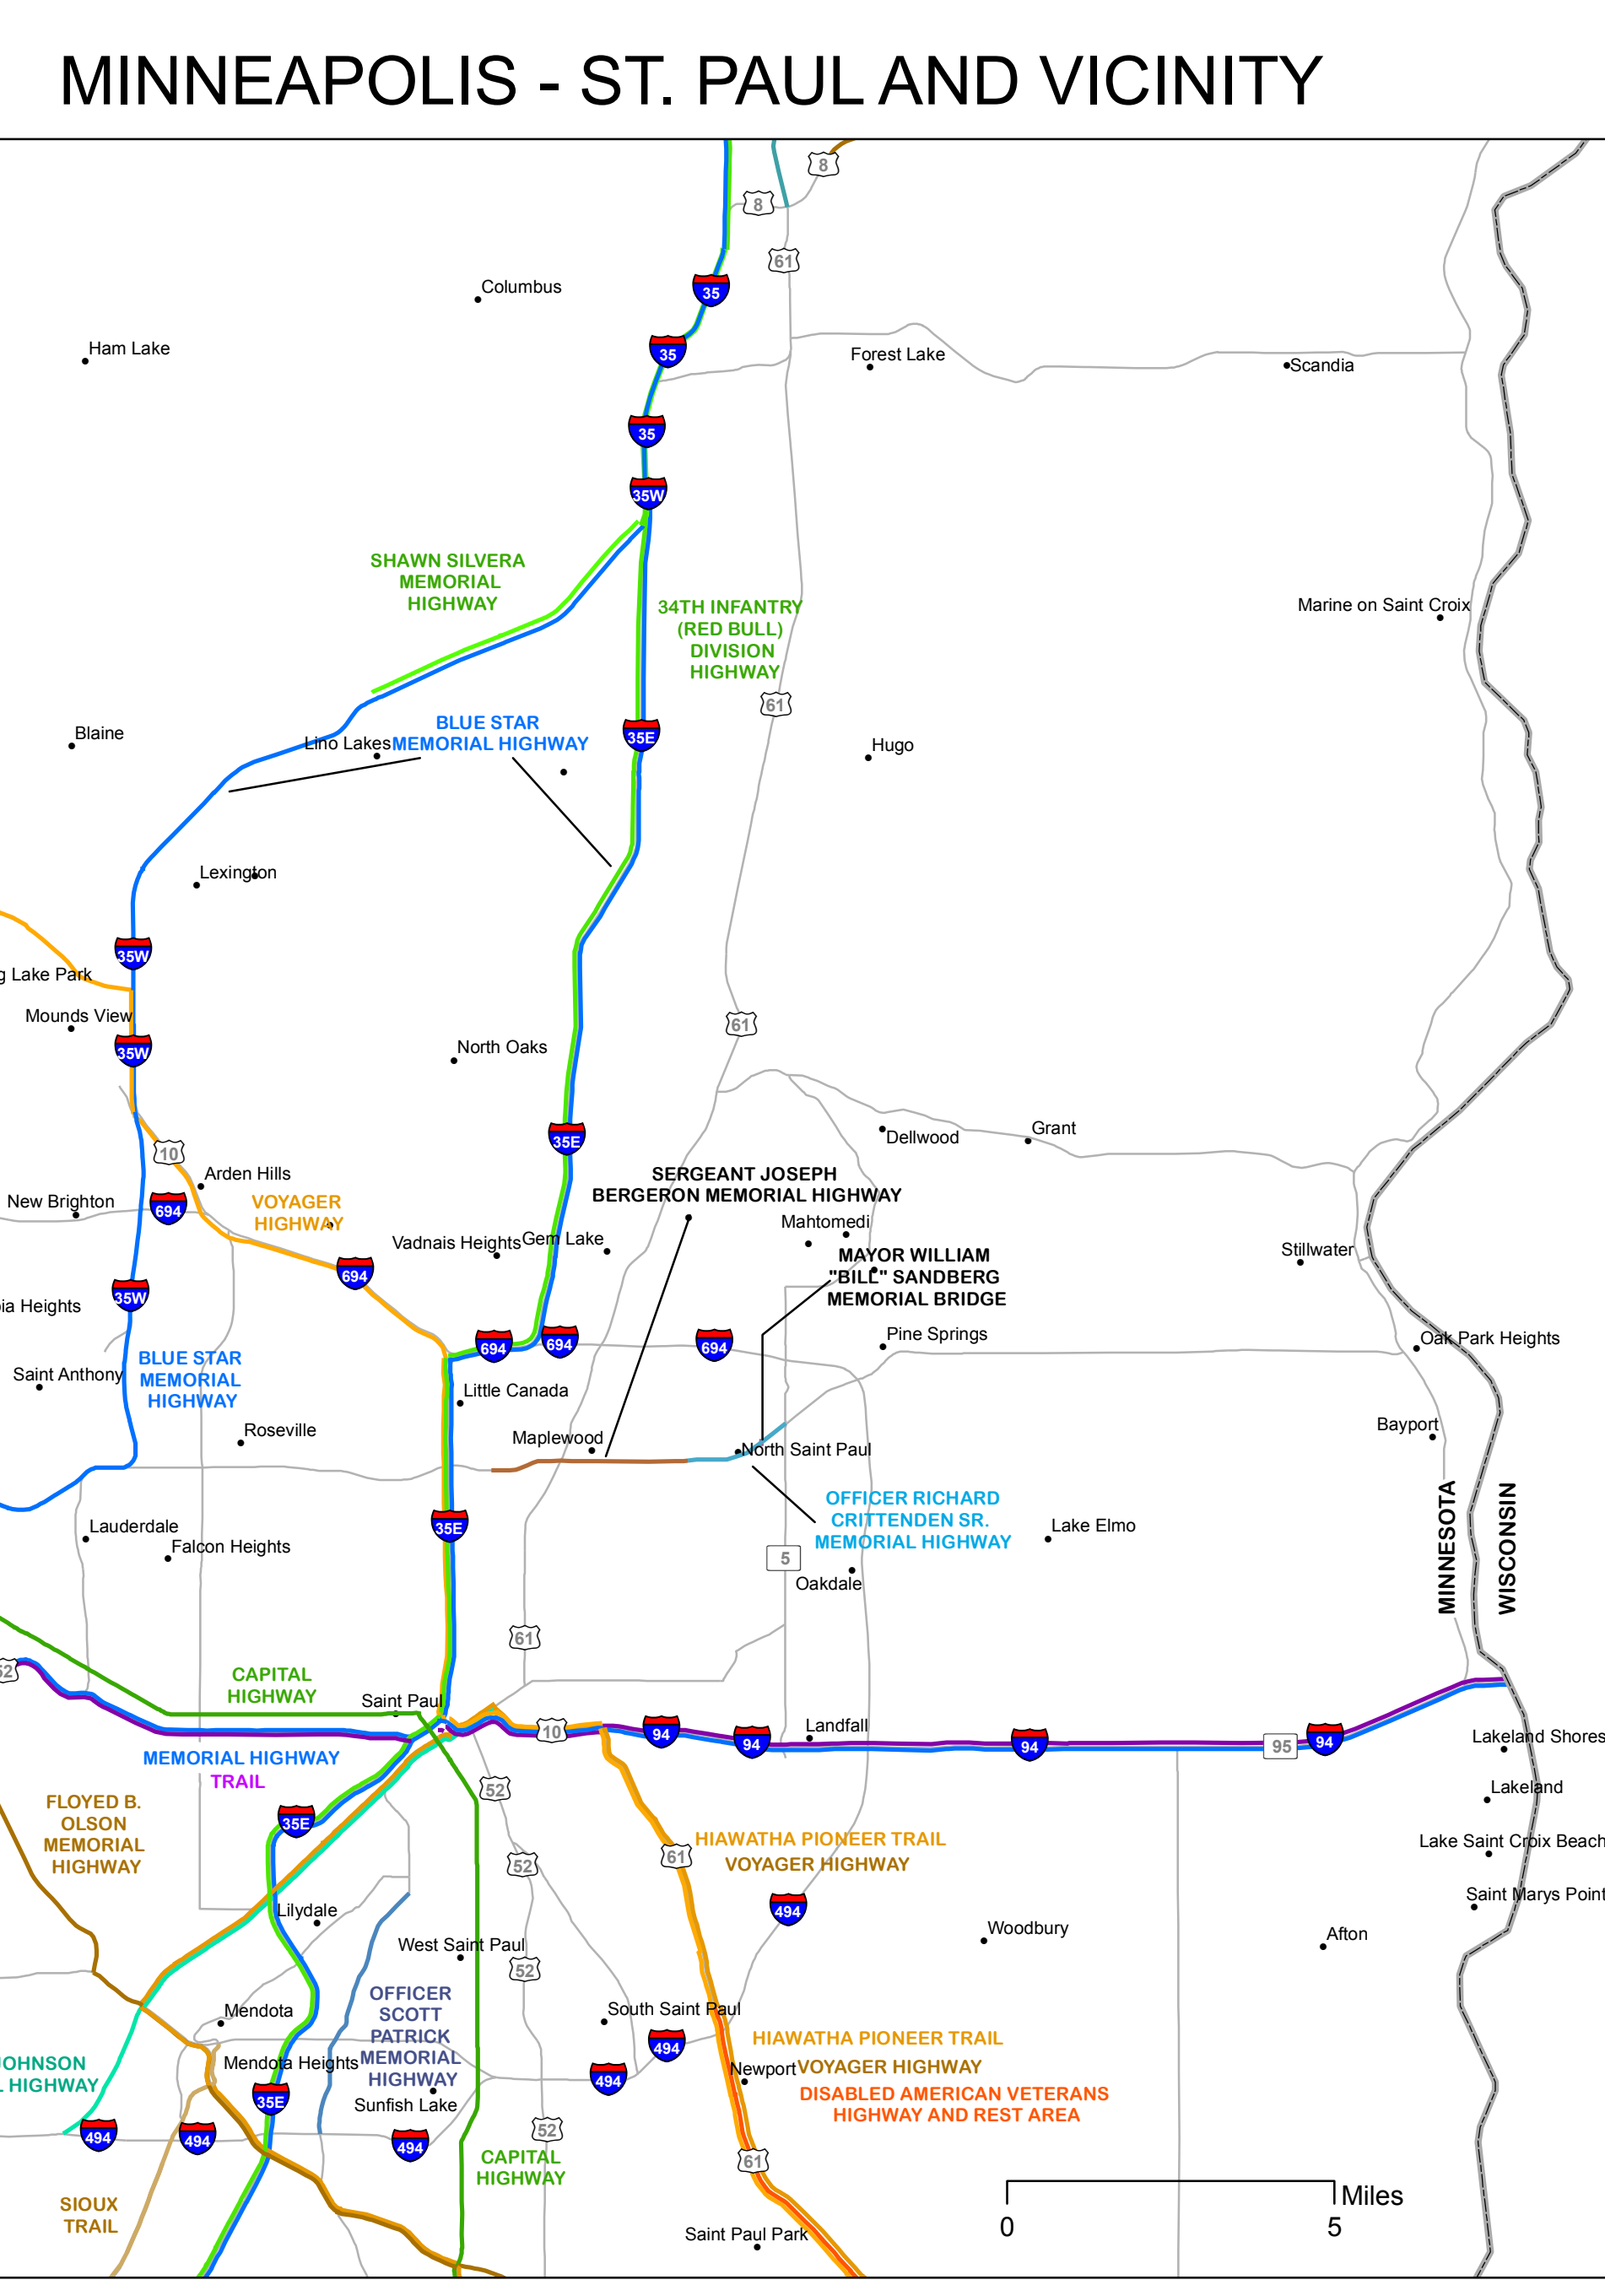 MINNEAPOLIS - ST. PAUL AND VICINITY
8
8
61
35
Columbus
Ham Lake
35
Forest Lake
Scandia
35
35W
SHAWN SILVERA
MEMORIAL
HIGHWAY
34TH INFANTRY
(RED BULL)
DIVISION
HIGHWAY
Marine on Saint Croix
61
Blaine
BLUE STAR
MEMORIAL HIGHWAY
Lino Lakes
35E
Hugo
Lexington
35W
g Lake Park
Mounds View
35W
61
North Oaks
10
35E
Dellwood
Grant
Arden Hills
New Brighton
694
VOYAGER
HIGHWAY
SERGEANT JOSEPH
BERGERON MEMORIAL HIGHWAY
Mahtomedi
Vadnais Heights
Gem Lake
MAYOR WILLIAM
"BILL" SANDBERG
MEMORIAL BRIDGE
Stillwater
694
35W
ia Heights
694
694
694
Pine Springs
Oak Park Heights
Saint Anthony
BLUE STAR
MEMORIAL
HIGHWAY
Little Canada
Roseville
Maplewood
North Saint Paul
Bayport
OFFICER RICHARD
CRITTENDEN SR.
MEMORIAL HIGHWAY
MINNESOTA
WISCONSIN
Lauderdale
Falcon Heights
35E
Lake Elmo
5
Oakdale
61
52
CAPITAL
HIGHWAY
Saint Paul
10
94
94
Landfall
94
95
94
Lakeland Shores
MEMORIAL HIGHWAY
TRAIL
52
Lakeland
FLOYED B.
OLSON
MEMORIAL
HIGHWAY
35E
HIAWATHA PIONEER TRAIL
VOYAGER HIGHWAY
61
52
Lake Saint Croix Beach
494
Saint Marys Point
Lilydale
West Saint Paul
Woodbury
Afton
52
OFFICER
SCOTT
PATRICK
MEMORIAL
HIGHWAY
Mendota
South Saint Paul
494
HIAWATHA PIONEER TRAIL
VOYAGER HIGHWAY
DISABLED AMERICAN VETERANS
HIGHWAY AND REST AREA
JOHNSON
L HIGHWAY
Mendota Heights
Newport
494
35E
Sunfish Lake
494
494
494
52
CAPITAL
HIGHWAY
61
SIOUX
TRAIL
Saint Paul Park
Miles
0
5